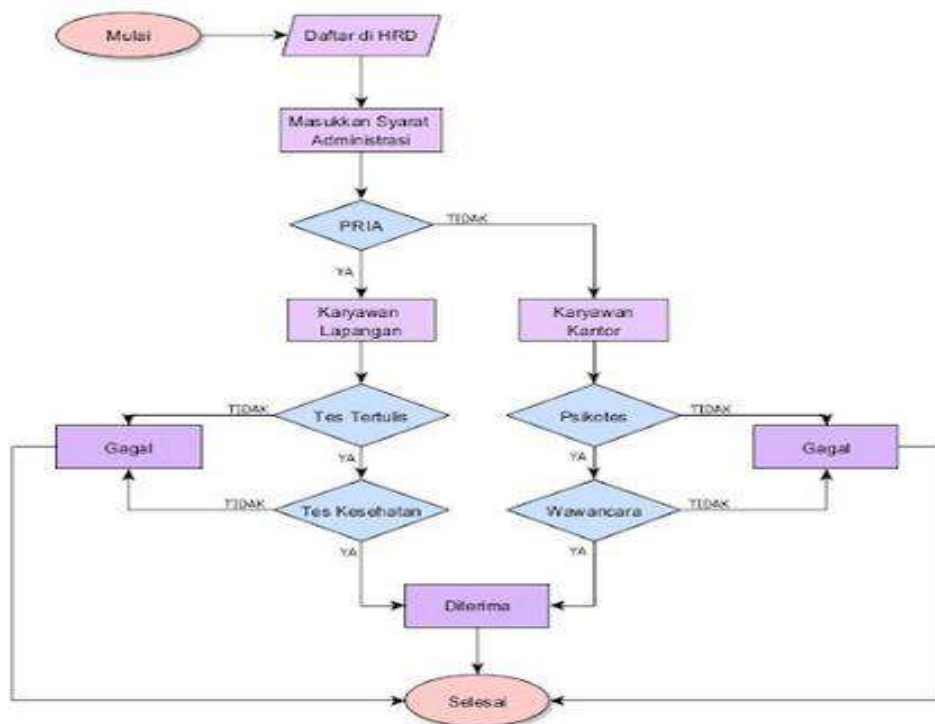 Mulai
Daftar di HRD
Masukkan Syarat
Administrasi
PRIA
TIDAK
YA
Karyawan
Lapangan
Karyawan
Kantor
TIDAK
Tes Tertulis
Psikotes
TIDAK
Gagal
YA
YA
Gagal
TIDAK
Tes Kesehatan
Wawancara
TIDAK
YA
YA
Diterima
Selesai